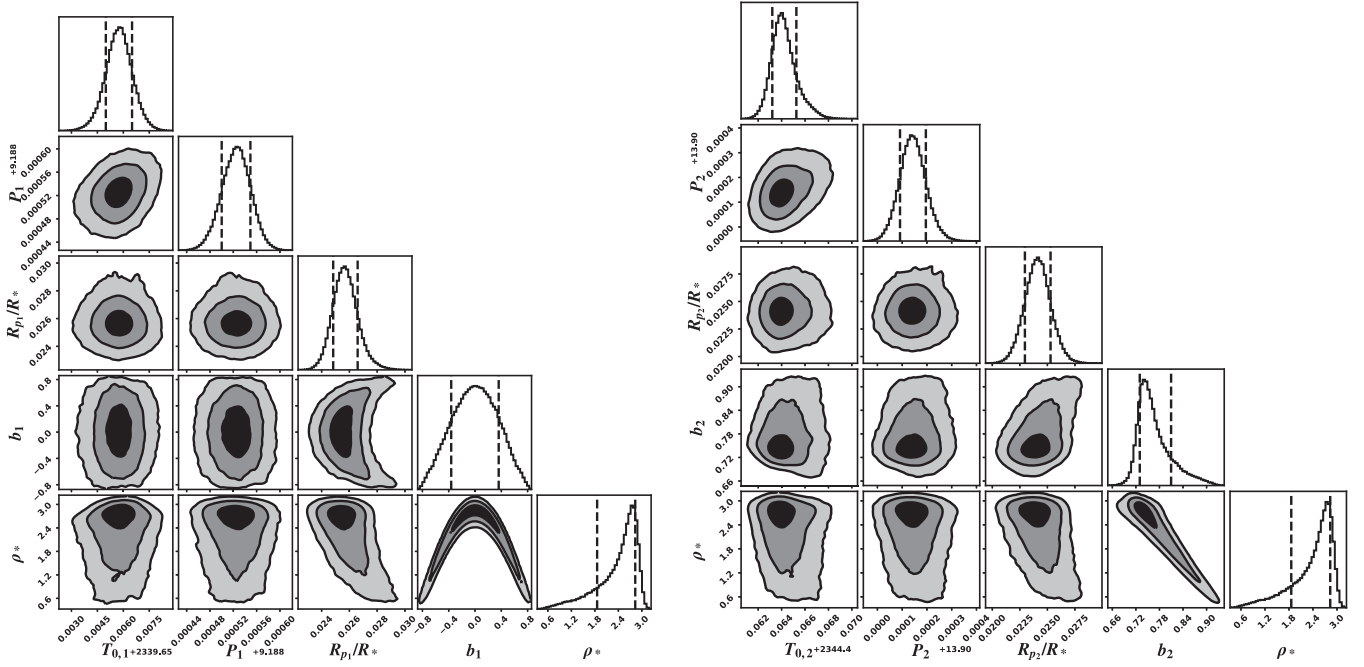 P1 +9.188
0.00060
0.00056
0.00052
0.00048
0.00044
Rp1/R*
0.030
0.028
0.026
0.024
b1
0.8
0.4
0.0
−0.4
−0.8
ρ*
3.0
2.4
1.8
1.2
0.6
0.0030 0.0045 0.0060 0.0075
T0,1 +2339.65
0.00044 0.00048 0.00052 0.00056 0.00060
P1 +9.188
0.024 0.026 0.028 0.030
Rp1/R*
−0.8 −0.4 0.0 0.4 0.8
b1
0.6 1.2 1.8 2.4 3.0
ρ*
P2 +13.90
0.0004
0.0003
0.0002
0.0001
0.0000
Rp2/R*
0.0275
0.0250
0.0225
0.0200
b2
0.90
0.84
0.78
0.72
0.66
ρ*
3.0
2.4
1.8
1.2
0.6
0.062 0.064 0.066 0.068 0.070
T0,2 +2344.4
0.0000 0.0001 0.0002 0.0003 0.0004
P2 +13.90
0.0200 0.0225 0.0250 0.0275
Rp2/R*
0.66 0.72 0.78 0.84 0.90
b2
0.6 1.2 1.8 2.4 3.0
ρ*